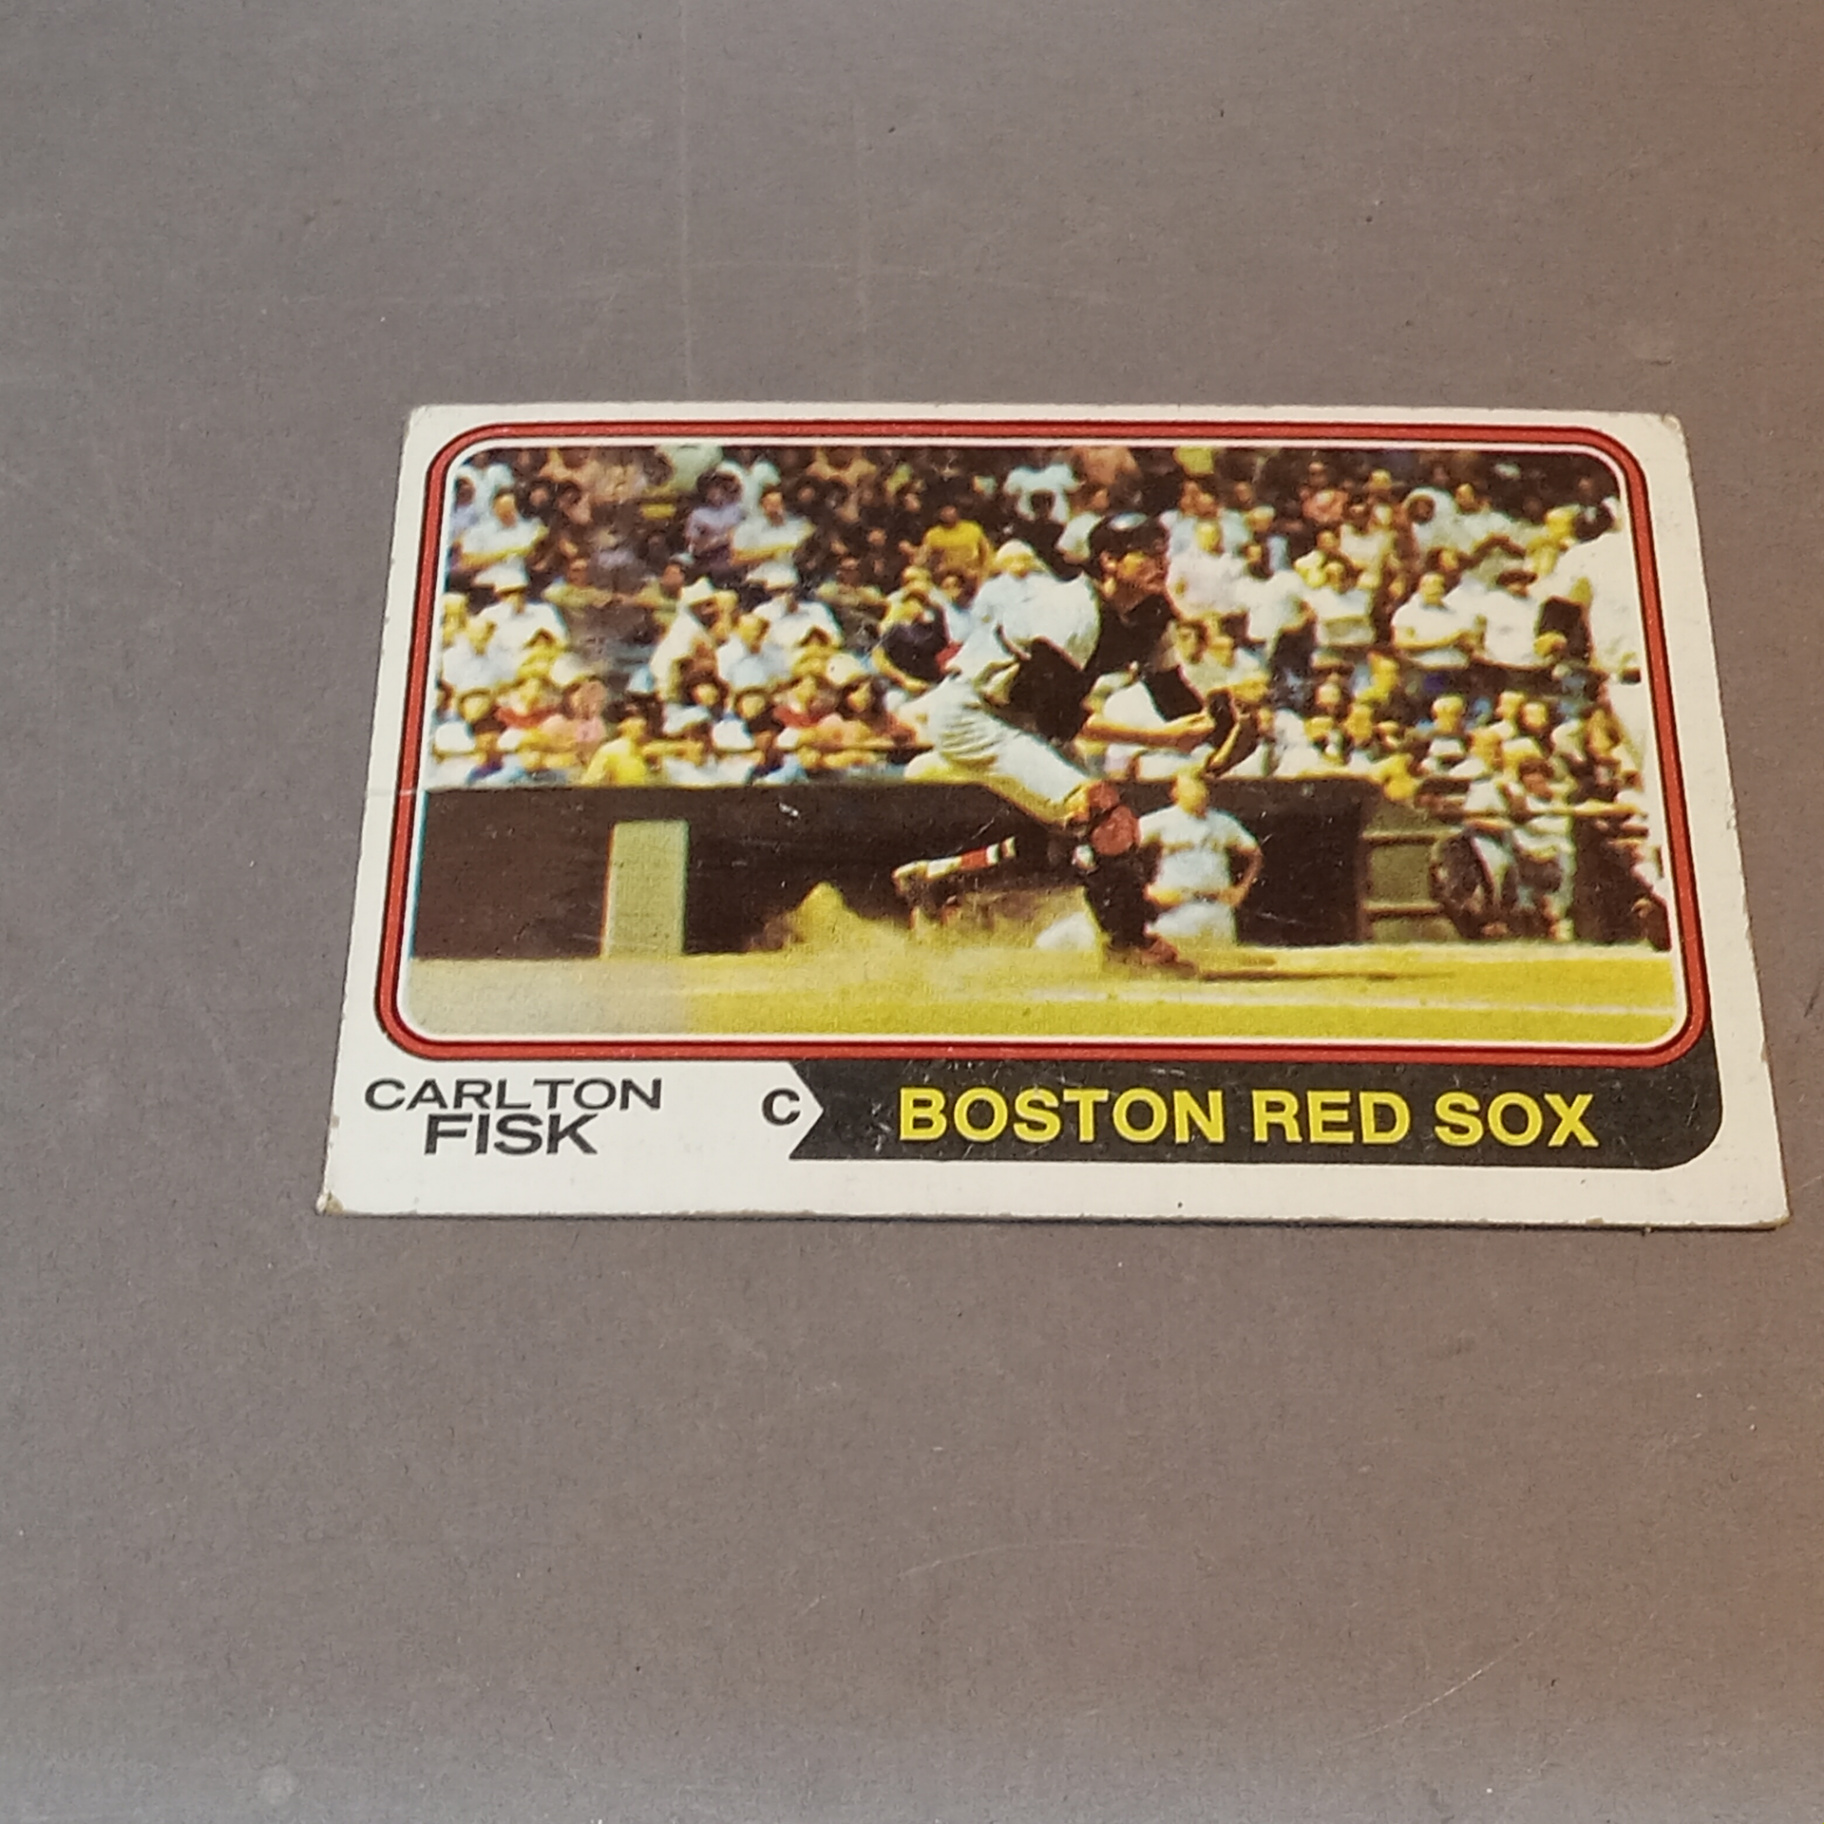 CARLTON
FISK
C
BOSTON RED SOX